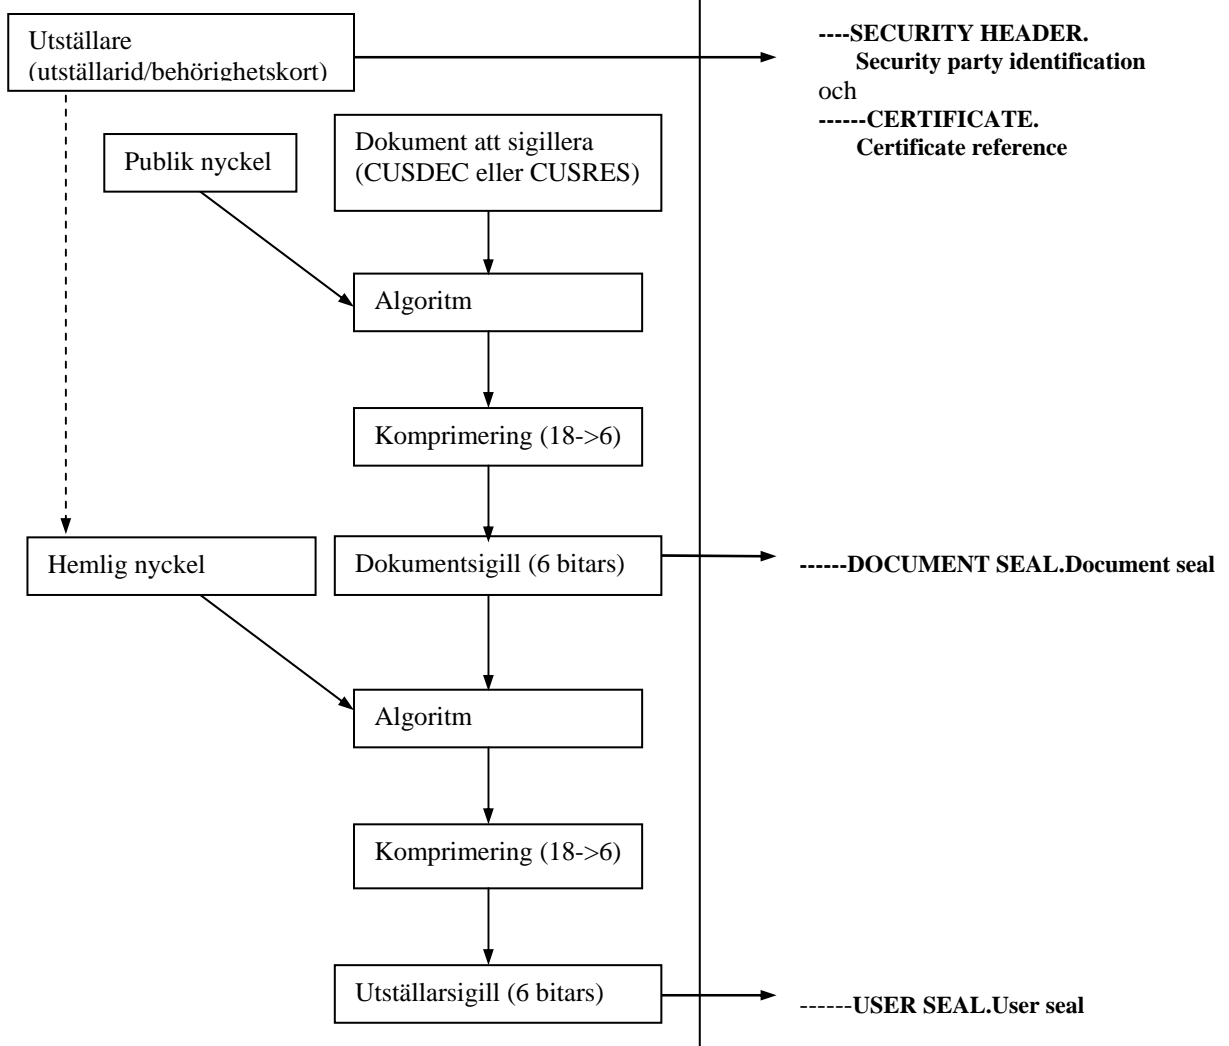 Utställare
(utställarid/behörighetskort)
----SECURITY HEADER.
Security party identification
och
------CERTIFICATE.
Certificate reference
Publik nyckel
Dokument att sigillera
(CUSDEC eller CUSRES)
Algoritm
Komprimering (18->6)
Hemlig nyckel
Dokumentsigill (6 bitars)
------DOCUMENT SEAL.Document seal
Algoritm
Komprimering (18->6)
Utställarsigill (6 bitars)
------USER SEAL.User seal